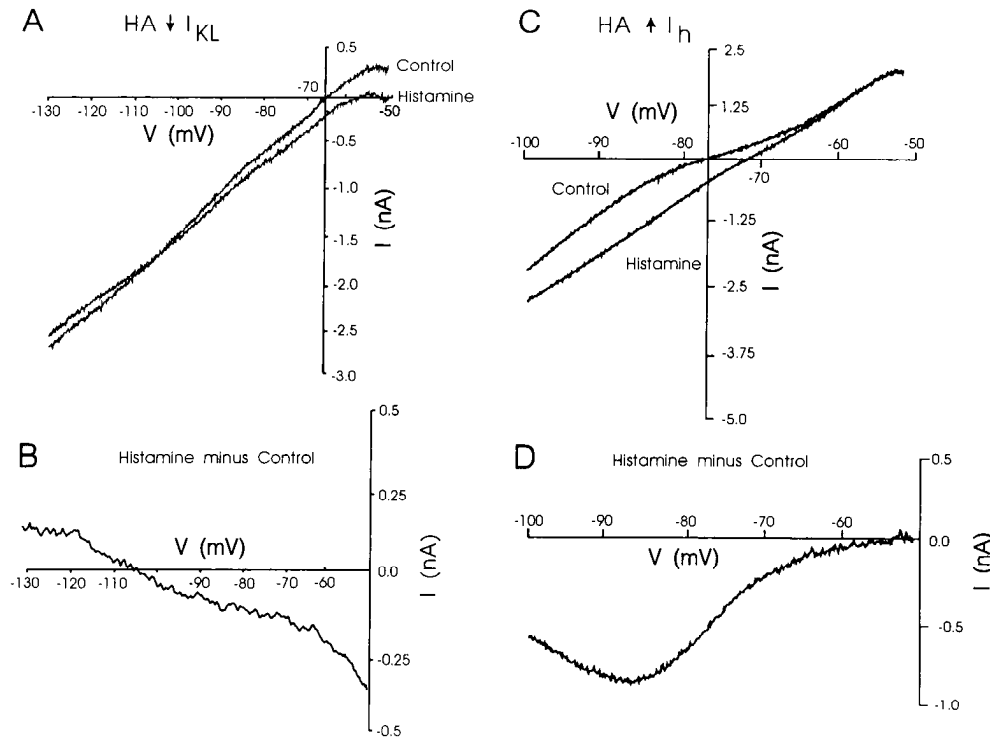 A
HA ↓ I_KL
0.5
Control
Histamine
-130 -120 -110 -100 -90 -80 -70 -50
V (mV)
-0.5
-1.0
-1.5
-2.0
-2.5
-3.0
I (nA)
B
Histamine minus Control
0.5
0.25
V (mV)
0.0
-130 -120 -110 -100 -90 -80 -70 -60
-0.25
-0.5
I (nA)
C
HA ↑ I_h
2.5
1.25
V (mV)
-100 -90 -80 -70 -60 -50
Control
Histamine
-1.25
-2.5
-3.75
-5.0
I (nA)
D
Histamine minus Control
0.5
-100 -90 -80 -70 -60
0.0
V (mV)
-0.5
-1.0
I (nA)